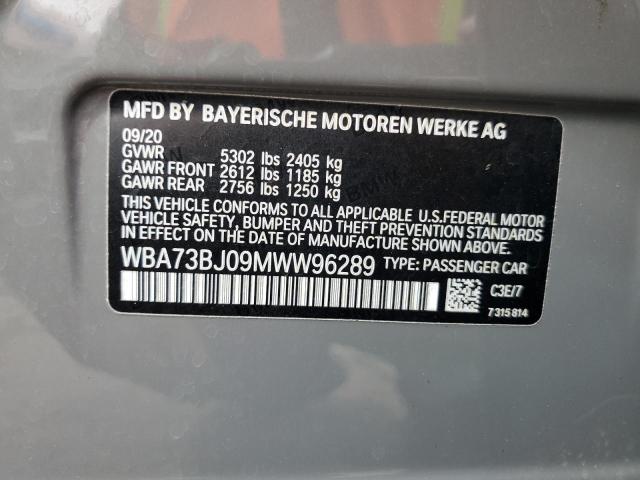 MFD BY BAYERISCHE MOTOREN WERKE AG
09/20
GVWR 5302 lbs 2405 kg
GAWR FRONT 2612 lbs 1185 kg
GAWR REAR 2756 lbs 1250 kg
THIS VEHICLE CONFORMS TO ALL APPLICABLE U.S.FEDERAL MOTOR
VEHICLE SAFETY, BUMPER AND THEFT PREVENTION
STANDARDS IN EFFECT ON THE DATE OF
MANUFACTURE SHOWN ABOVE.
WBA73BJ09MWW96289 TYPE: PASSENGER CAR
C3E/7
7315814